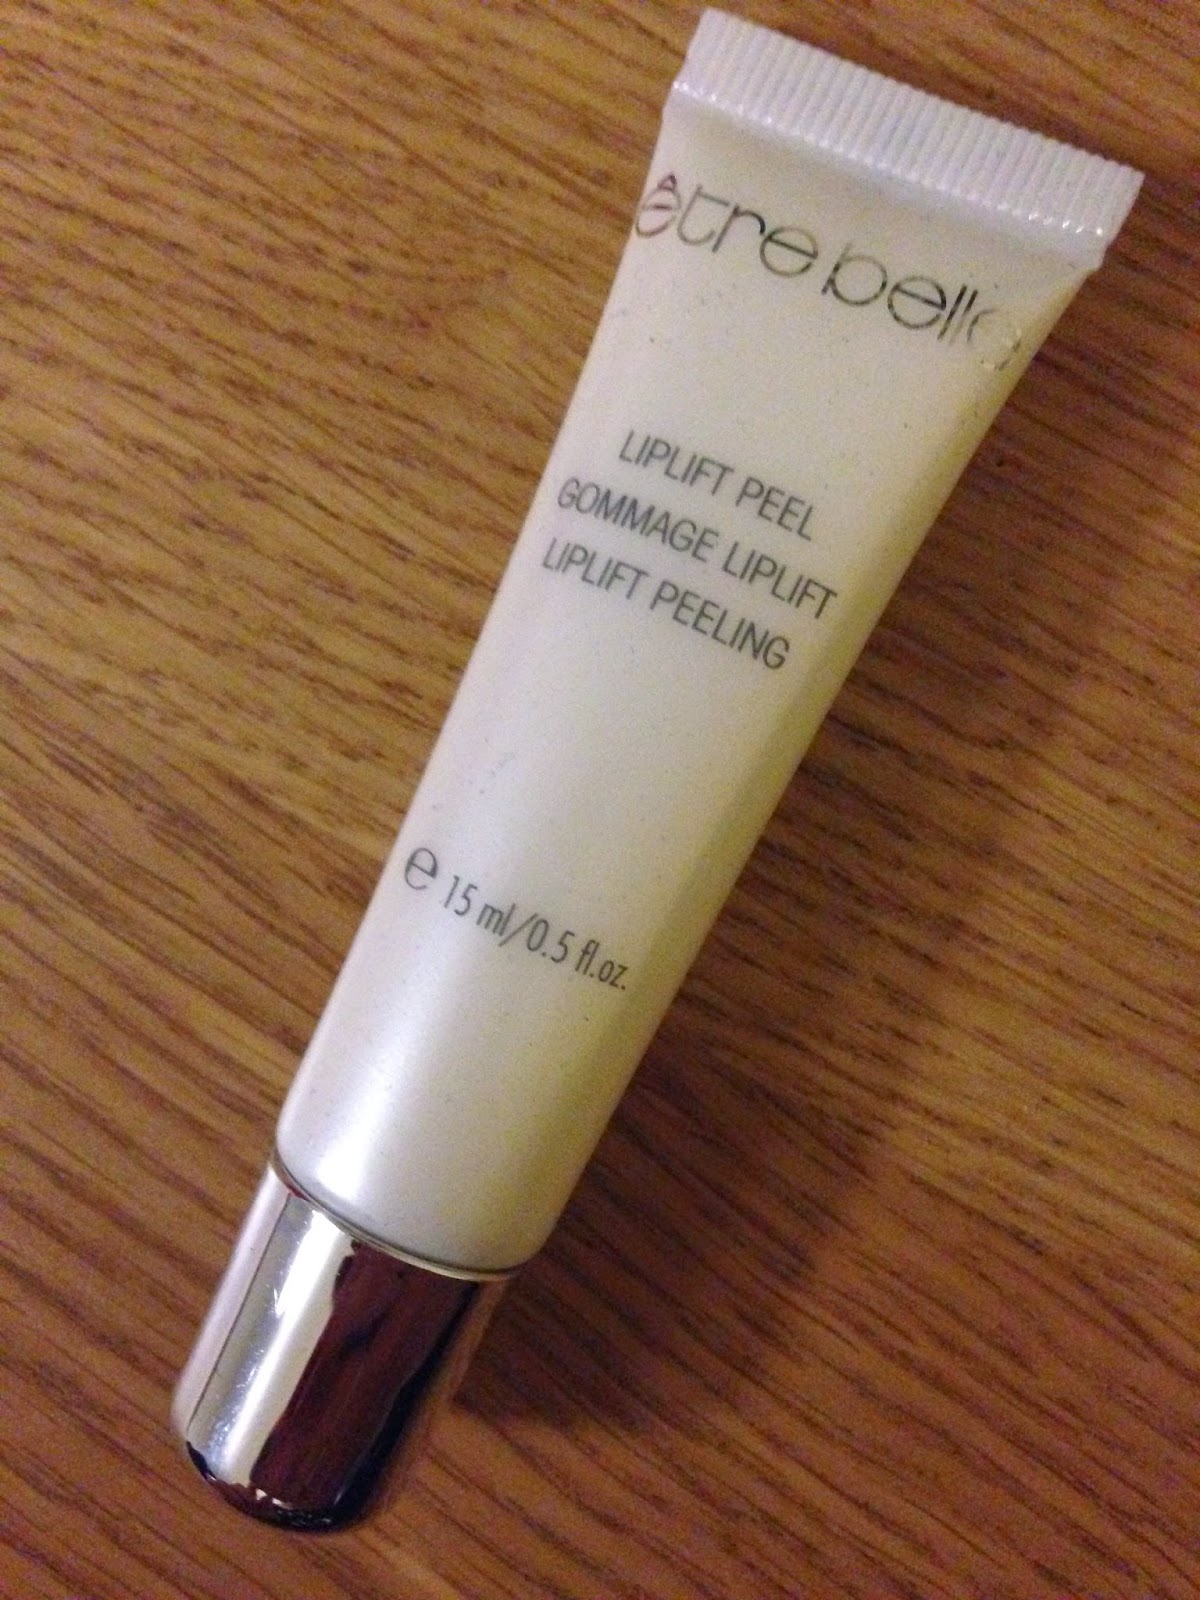 être belle
LIPLIFT PEEL
GOMMAGE LIPLIFT
LIPLIFT PEELING
℮ 15 ml/0.5 fl.oz.